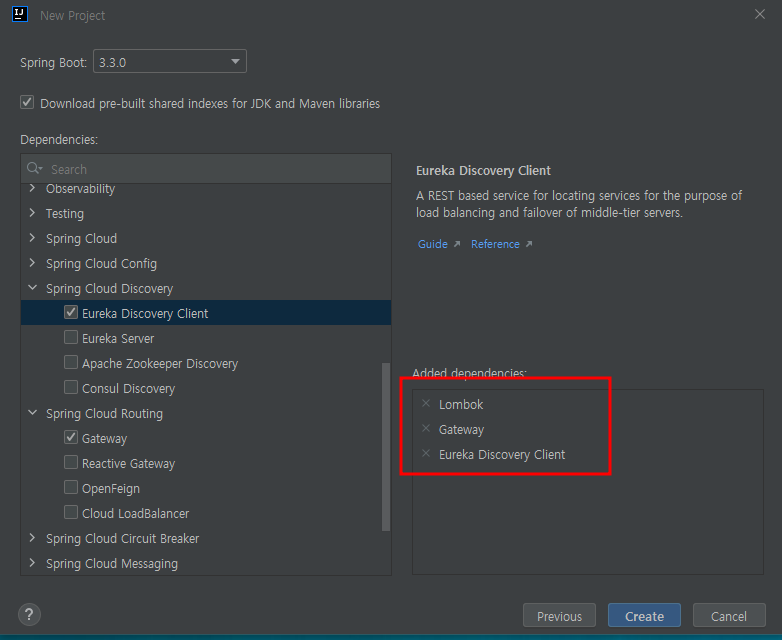 IJ
New Project
Spring Boot: 3.3.0
Download pre-built shared indexes for JDK and Maven libraries
Dependencies:
Search
Observability
Testing
Spring Cloud
Spring Cloud Config
Spring Cloud Discovery
Eureka Discovery Client
Eureka Server
Apache Zookeeper Discovery
Consul Discovery
Spring Cloud Routing
Gateway
Reactive Gateway
OpenFeign
Cloud LoadBalancer
Spring Cloud Circuit Breaker
Spring Cloud Messaging
Eureka Discovery Client
A REST based service for locating services for the purpose of
load balancing and failover of middle-tier servers.
Guide Reference
Added dependencies:
Lombok
Gateway
Eureka Discovery Client
?
Previous Create Cancel